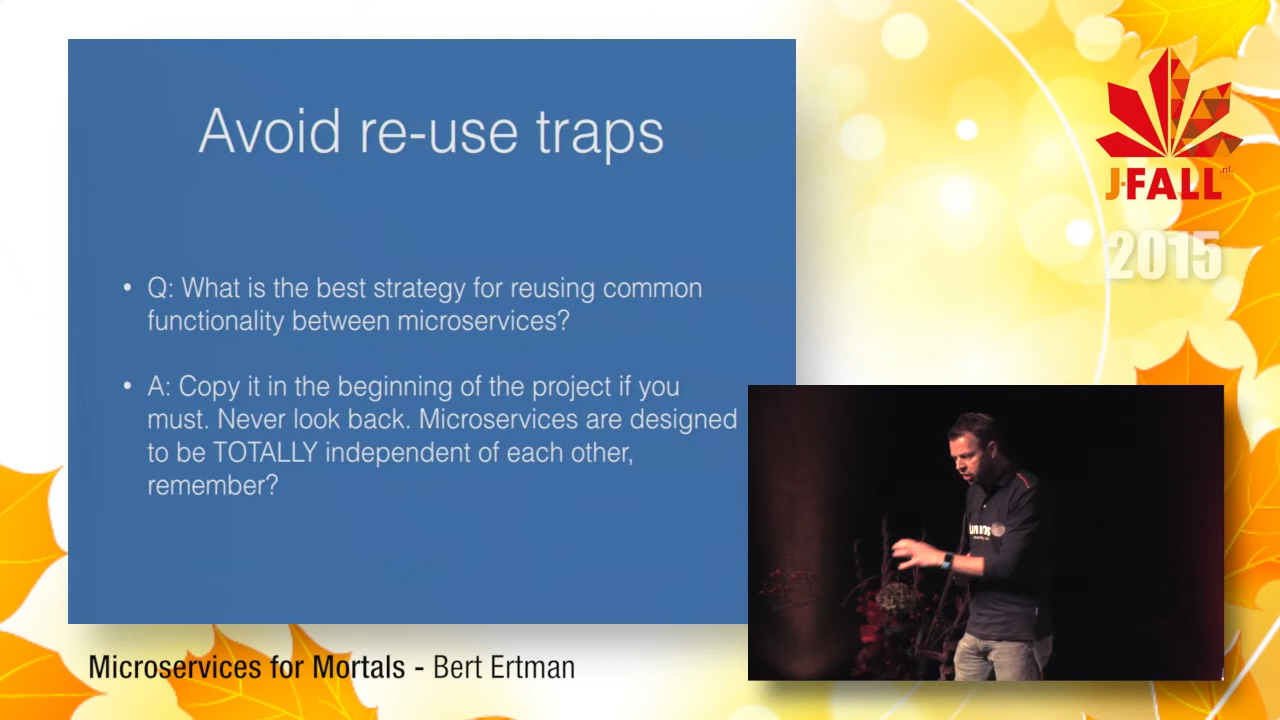 Avoid re-use traps
• Q: What is the best strategy for reusing common
functionality between microservices?
• A: Copy it in the beginning of the project if you
must. Never look back. Microservices are designed
to be TOTALLY independent of each other,
remember?
J-FALL
.nl
2015
Microservices for Mortals - Bert Ertman